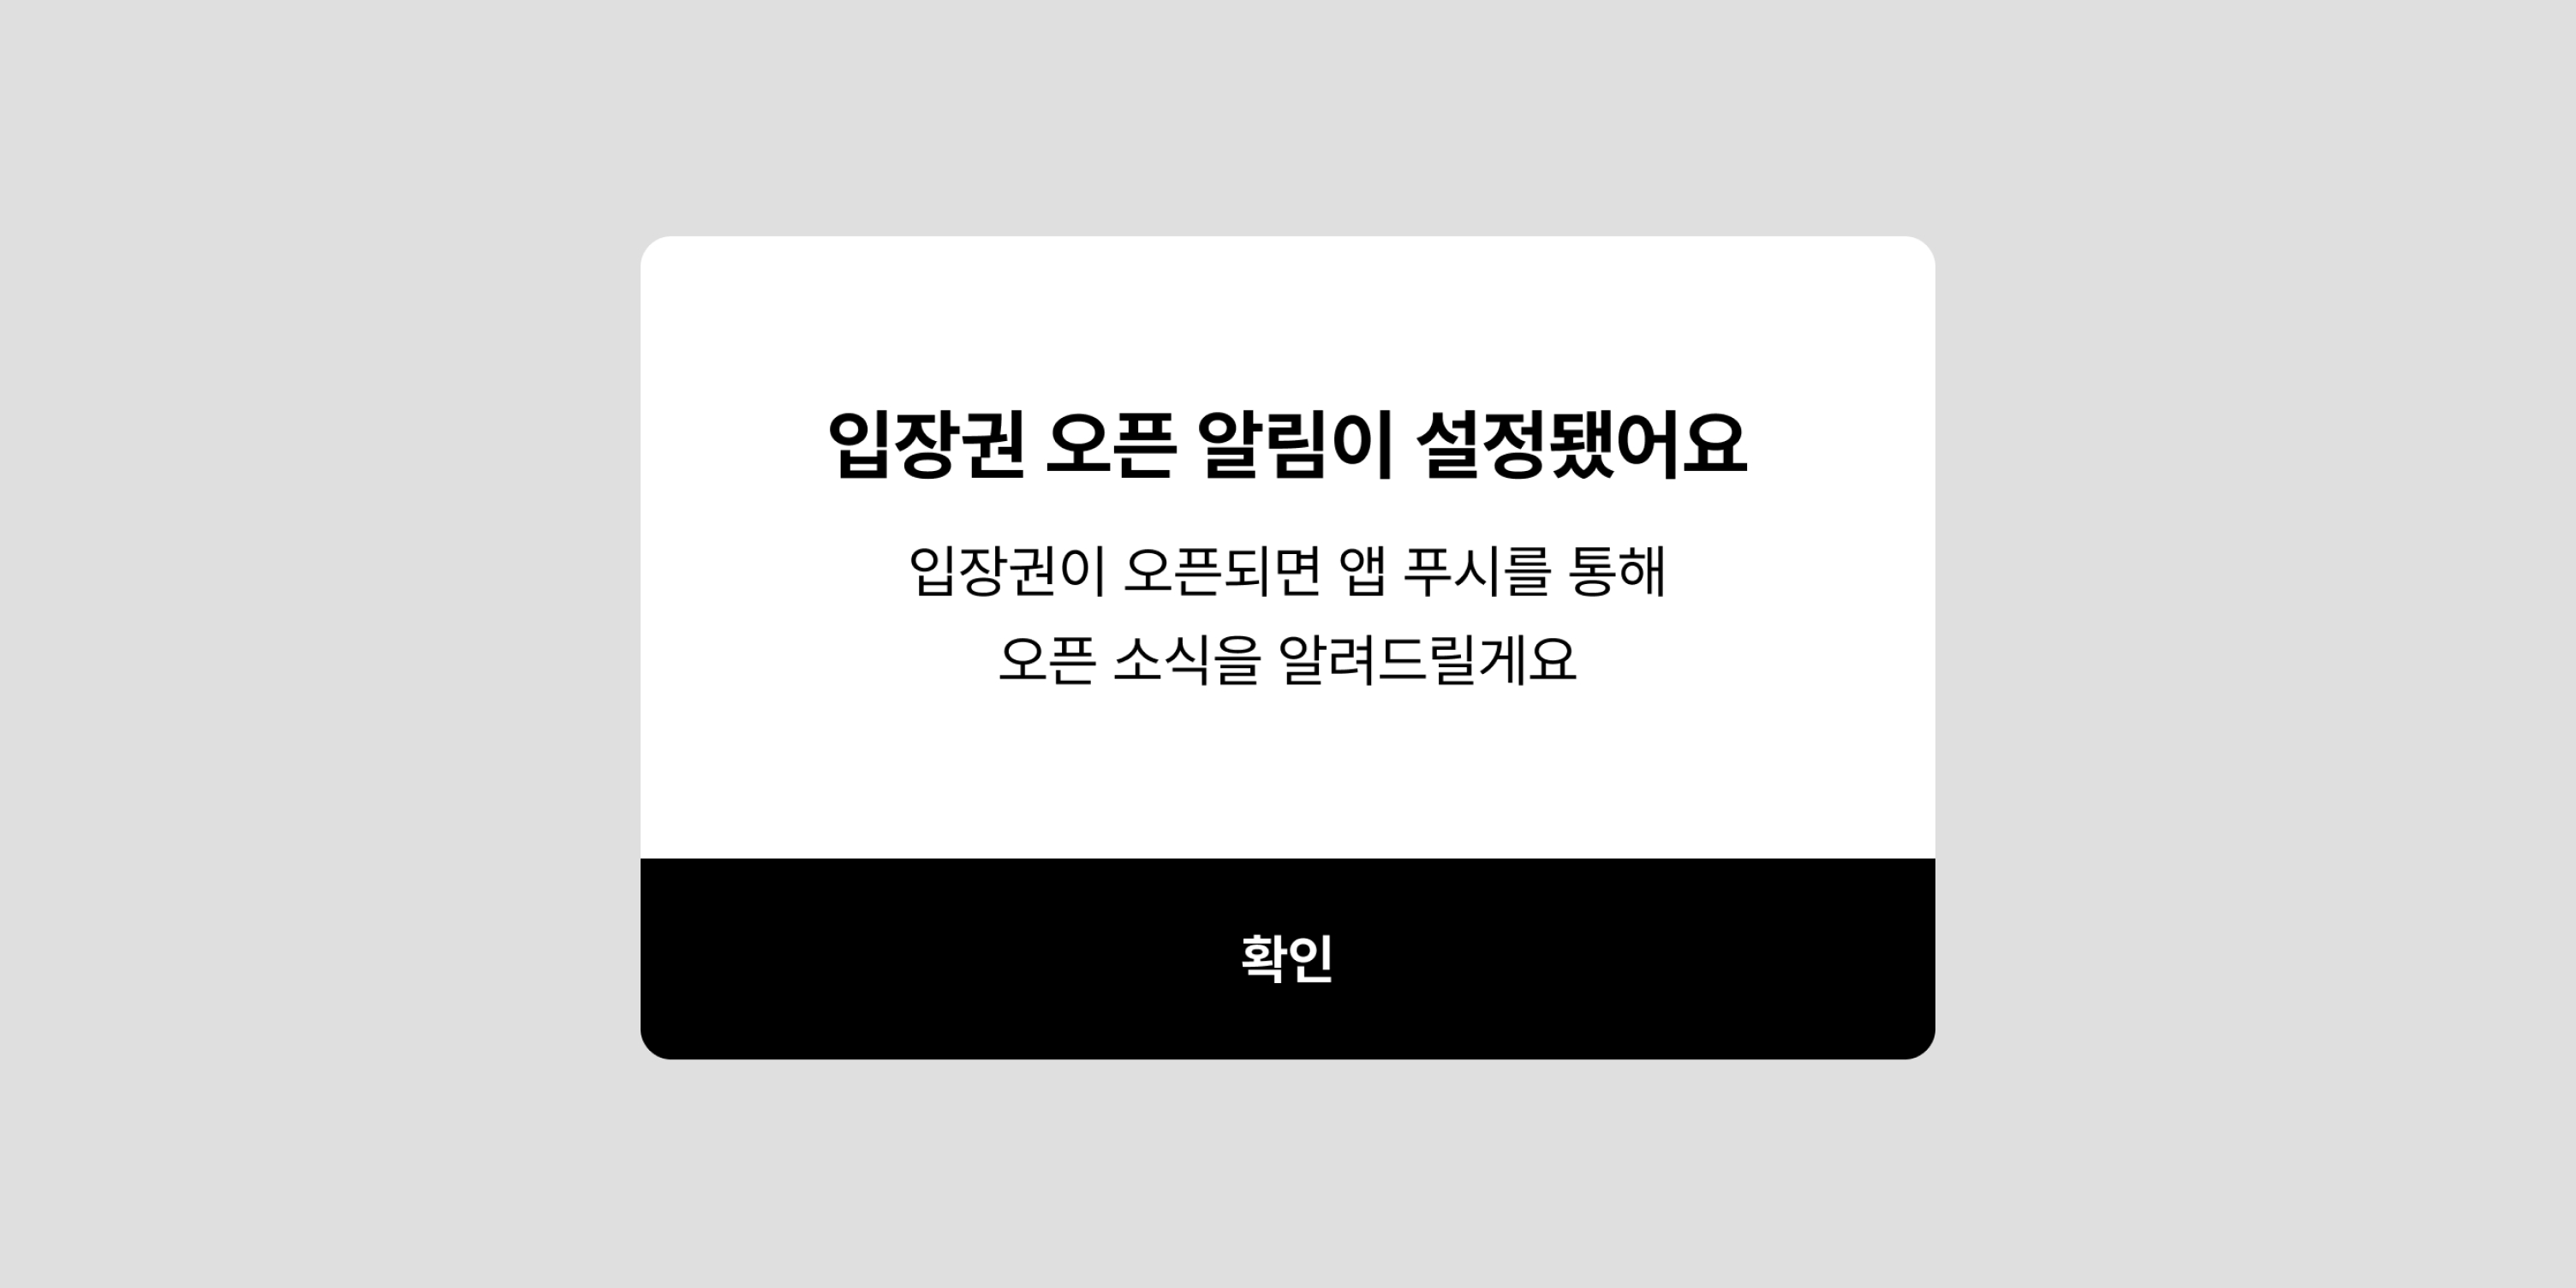 입장권 오픈 알림이 설정됐어요
입장권이 오픈되면 앱 푸시를 통해
오픈 소식을 알려드릴게요
확인